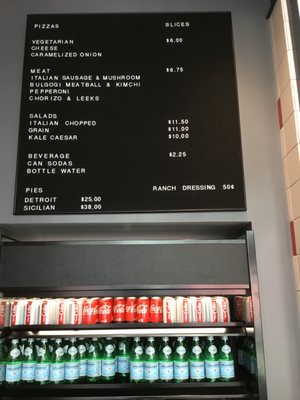 PIZZAS SLICES
VEGETARIAN $6.00
CHEESE
CARAMELIZED ONION
MEAT $6.75
ITALIAN SAUSAGE & MUSHROOM
BULGOGI MEATBALL & KIMCHI
PEPPERONI
CHORIZO & LEEKS
SALADS
ITALIAN CHOPPED $11.50
GRAIN $11.00
KALE CAESAR $10.00
BEVERAGE $2.25
CAN SODAS
BOTTLE WATER
PIES RANCH DRESSING 50¢
DETROIT $25.00
SICILIAN $38.00
Coca-Cola